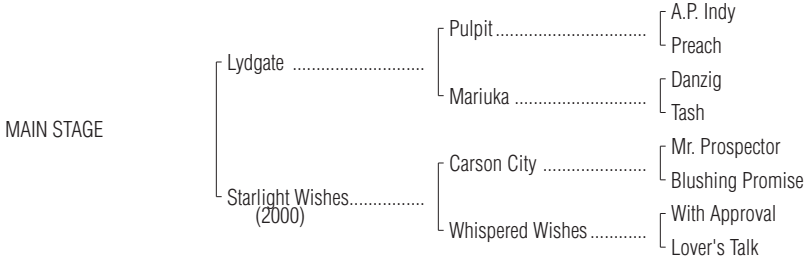 A.P. Indy
Pulpit................................
Preach
Lydgate ............................
Danzig
Mariuka ............................
Tash
MAIN STAGE
Mr. Prospector
Carson City ......................
Blushing Promise
Starlight Wishes................
(2000)
With Approval
Whispered Wishes............
Lover's Talk